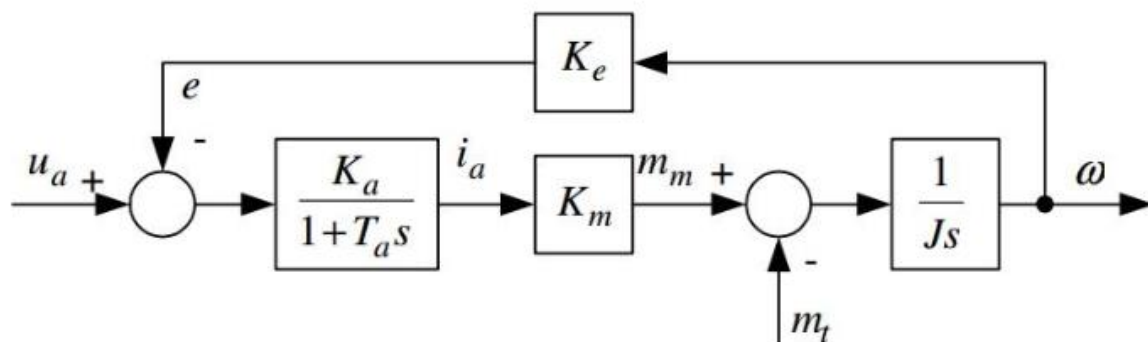 K_e
e
-
u_a +
K_a
1+T_a s
i_a
K_m
m_m +
1
Js
ω
-
m_t